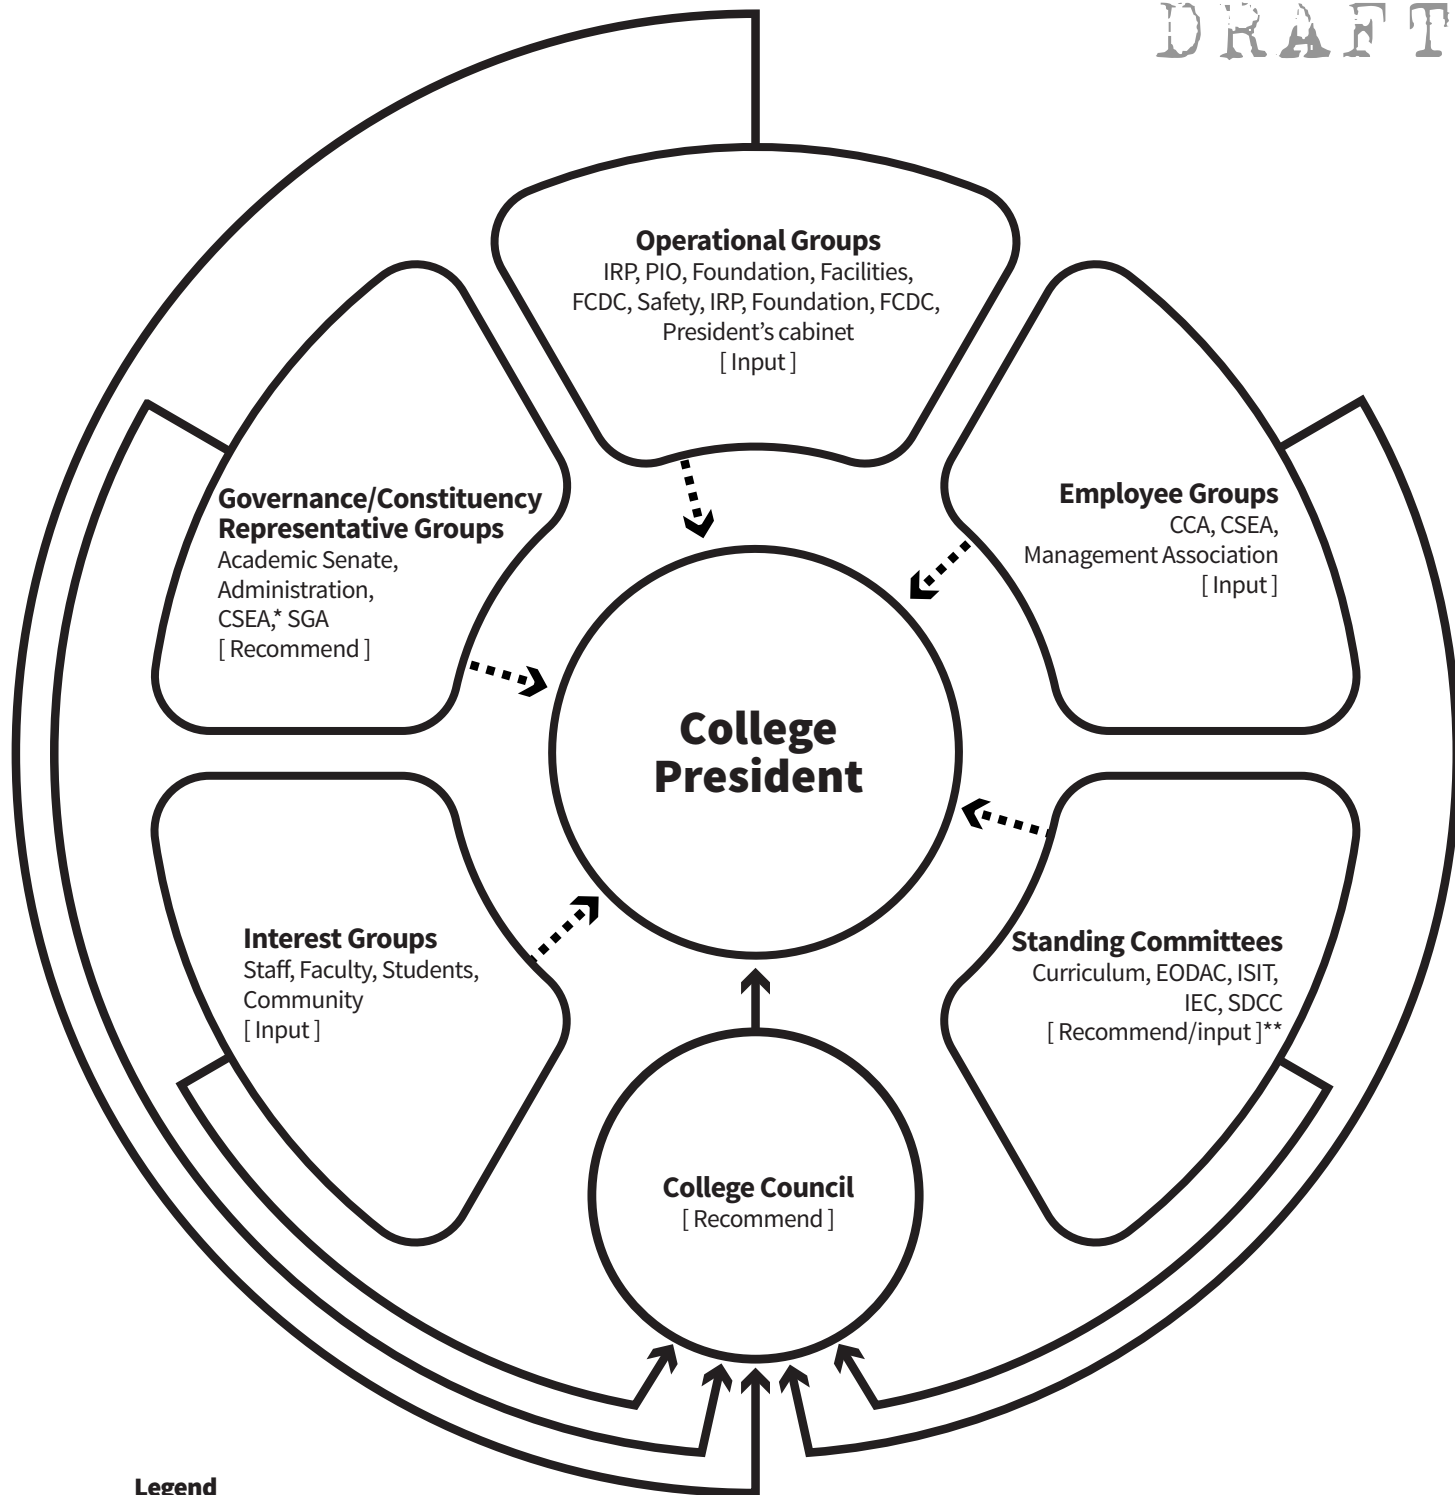 DRAFT
Operational Groups
IRP, PIO, Foundation, Facilities,
FCDC, Safety, IRP, Foundation, FCDC,
President’s cabinet
[ Input ]
Governance/Constituency
Representative Groups
Academic Senate,
Administration,
CSEA,* SGA
[ Recommend ]
Employee Groups
CCA, CSEA,
Management Association
[ Input ]
College
President
Interest Groups
Staff, Faculty, Students,
Community
[ Input ]
Standing Committees
Curriculum, EODAC, ISIT,
IEC, SDCC
[ Recommend/input ]**
College Council
[ Recommend ]
Legend